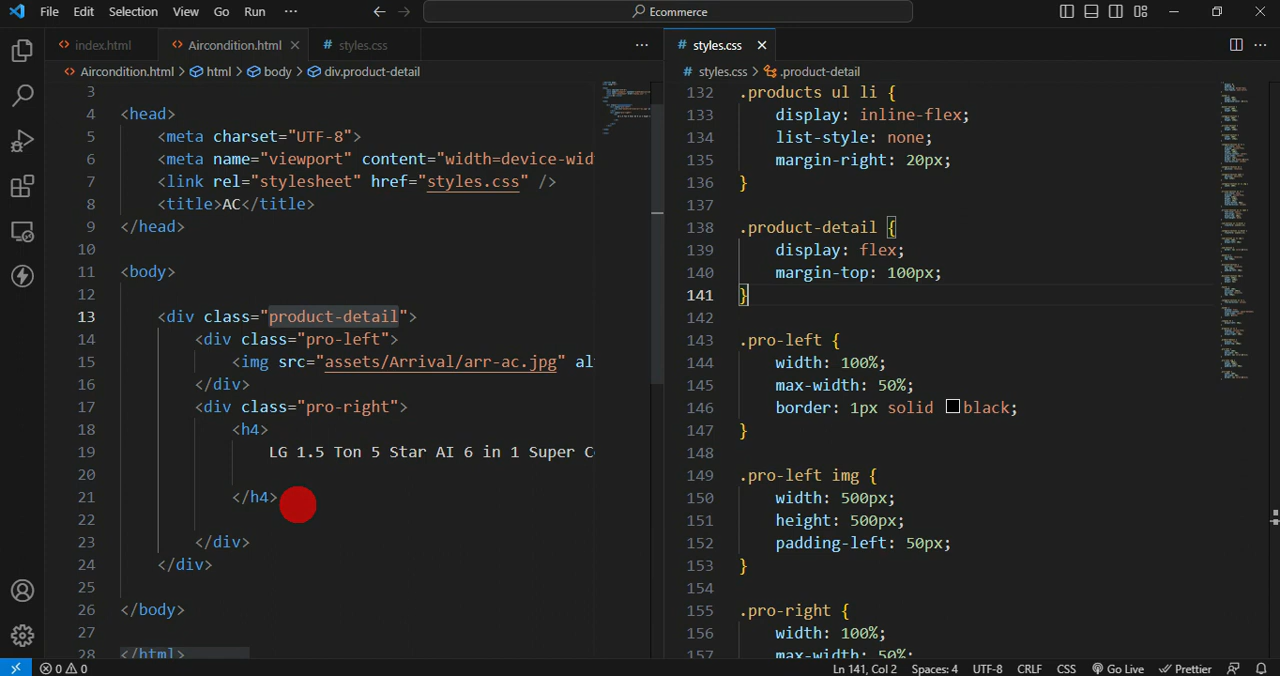 File Edit Selection View Go Run ··· Ecommerce
index.html Aircondition.html styles.css ···
Aircondition.html > html > body > div.product-detail
3
4 <head>
5 <meta charset="UTF-8">
6 <meta name="viewport" content="width=device-wid
7 <link rel="stylesheet" href="styles.css" />
8 <title>AC</title>
9 </head>
10
11 <body>
12
13 <div class="product-detail">
14 <div class="pro-left">
15 <img src="assets/Arrival/arr-ac.jpg" al
16 </div>
17 <div class="pro-right">
18 <h4>
19 LG 1.5 Ton 5 Star AI 6 in 1 Super C
20
21 </h4>
22
23 </div>
24 </div>
25
26 </body>
27
28 </html>
styles.css ···
styles.css > .product-detail
132 .products ul li {
133 display: inline-flex;
134 list-style: none;
135 margin-right: 20px;
136 }
137
138 .product-detail {
139 display: flex;
140 margin-top: 100px;
141 }
142
143 .pro-left {
144 width: 100%;
145 max-width: 50%;
146 border: 1px solid black;
147 }
148
149 .pro-left img {
150 width: 500px;
151 height: 500px;
152 padding-left: 50px;
153 }
154
155 .pro-right {
156 width: 100%;
157 max-width: 50%;
0 0 Ln 141, Col 2 Spaces: 4 UTF-8 CRLF CSS Go Live Prettier